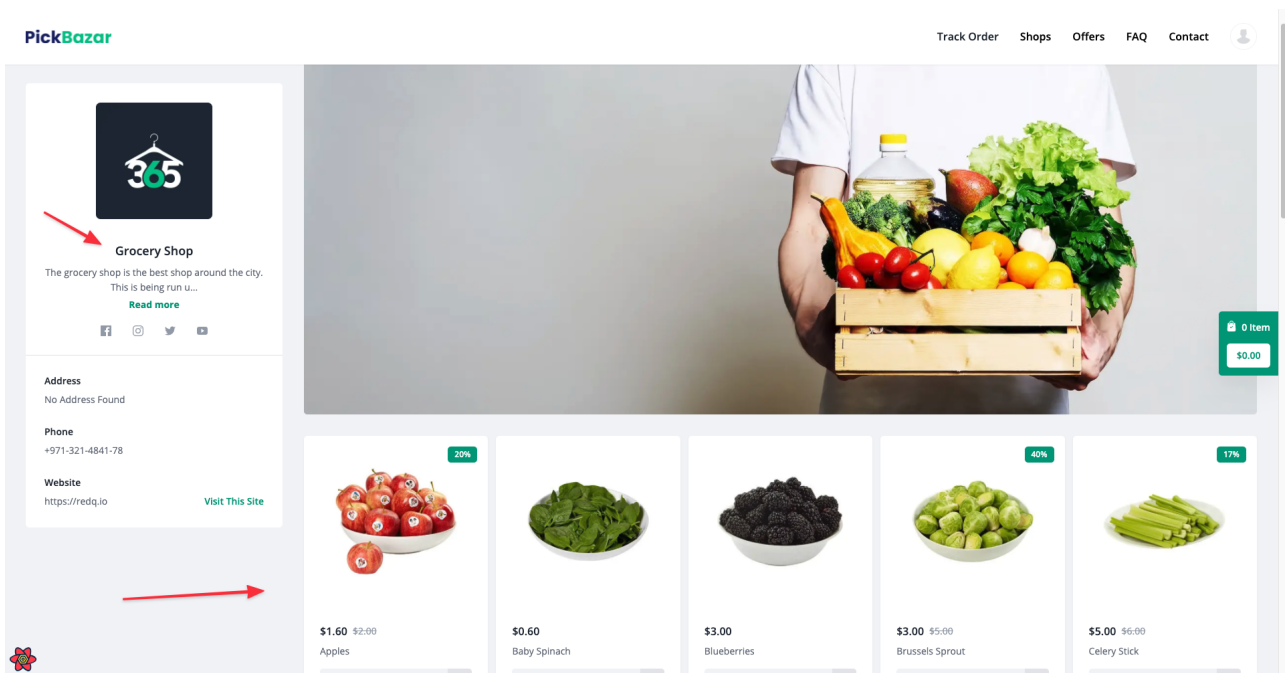 PickBazar
Track Order Shops Offers FAQ Contact
365
Grocery Shop
The grocery shop is the best shop around the city.
This is being run u...
Read more
Address
No Address Found
Phone
+971-321-4841-78
Website
https://redq.io Visit This Site
0 Item
$0.00
20%
40%
17%
$1.60 $2.00
Apples
$0.60
Baby Spinach
$3.00
Blueberries
$3.00 $5.00
Brussels Sprout
$5.00 $6.00
Celery Stick